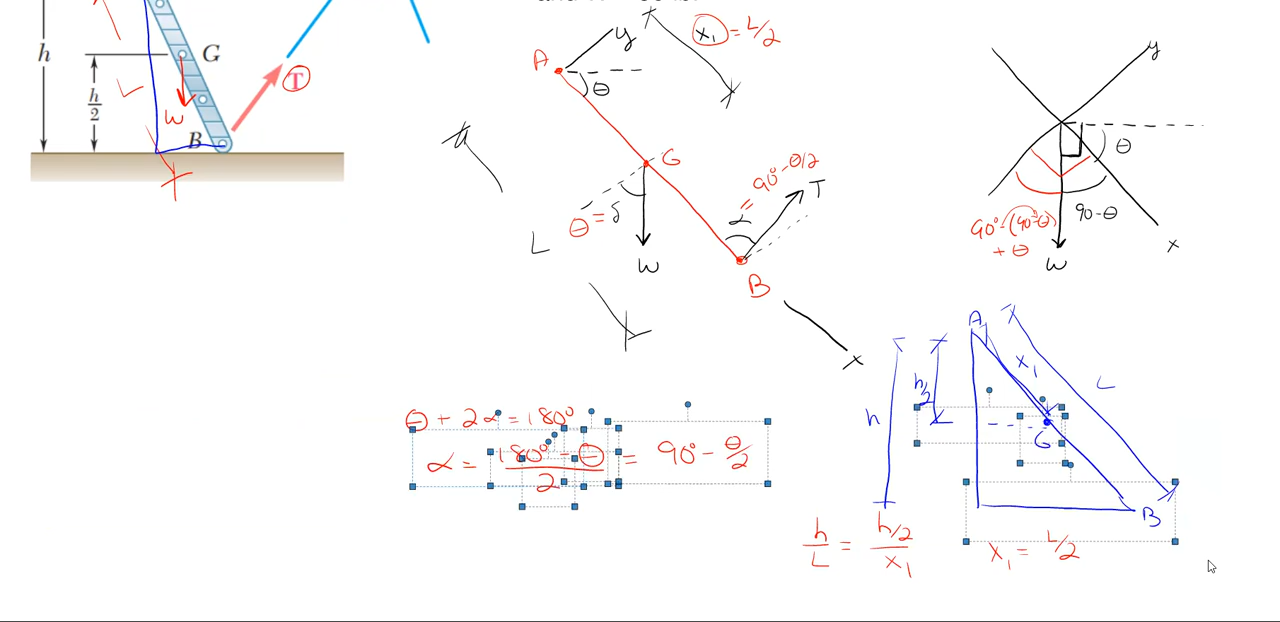 h
h/2
L
G
W
T
B
A
y
θ
x₁ = L/2
G
θ = δ
W
L
α = 90° - θ/2
T
B
x
y
θ
90° - (90° - θ)
+ θ
90 - θ
W
x
θ + 2α = 180°
α = (180° - θ)/2 = 90° - θ/2
A
x₁
L
h/2
h
G
B
h/L = (h/2)/x₁
x₁ = L/2